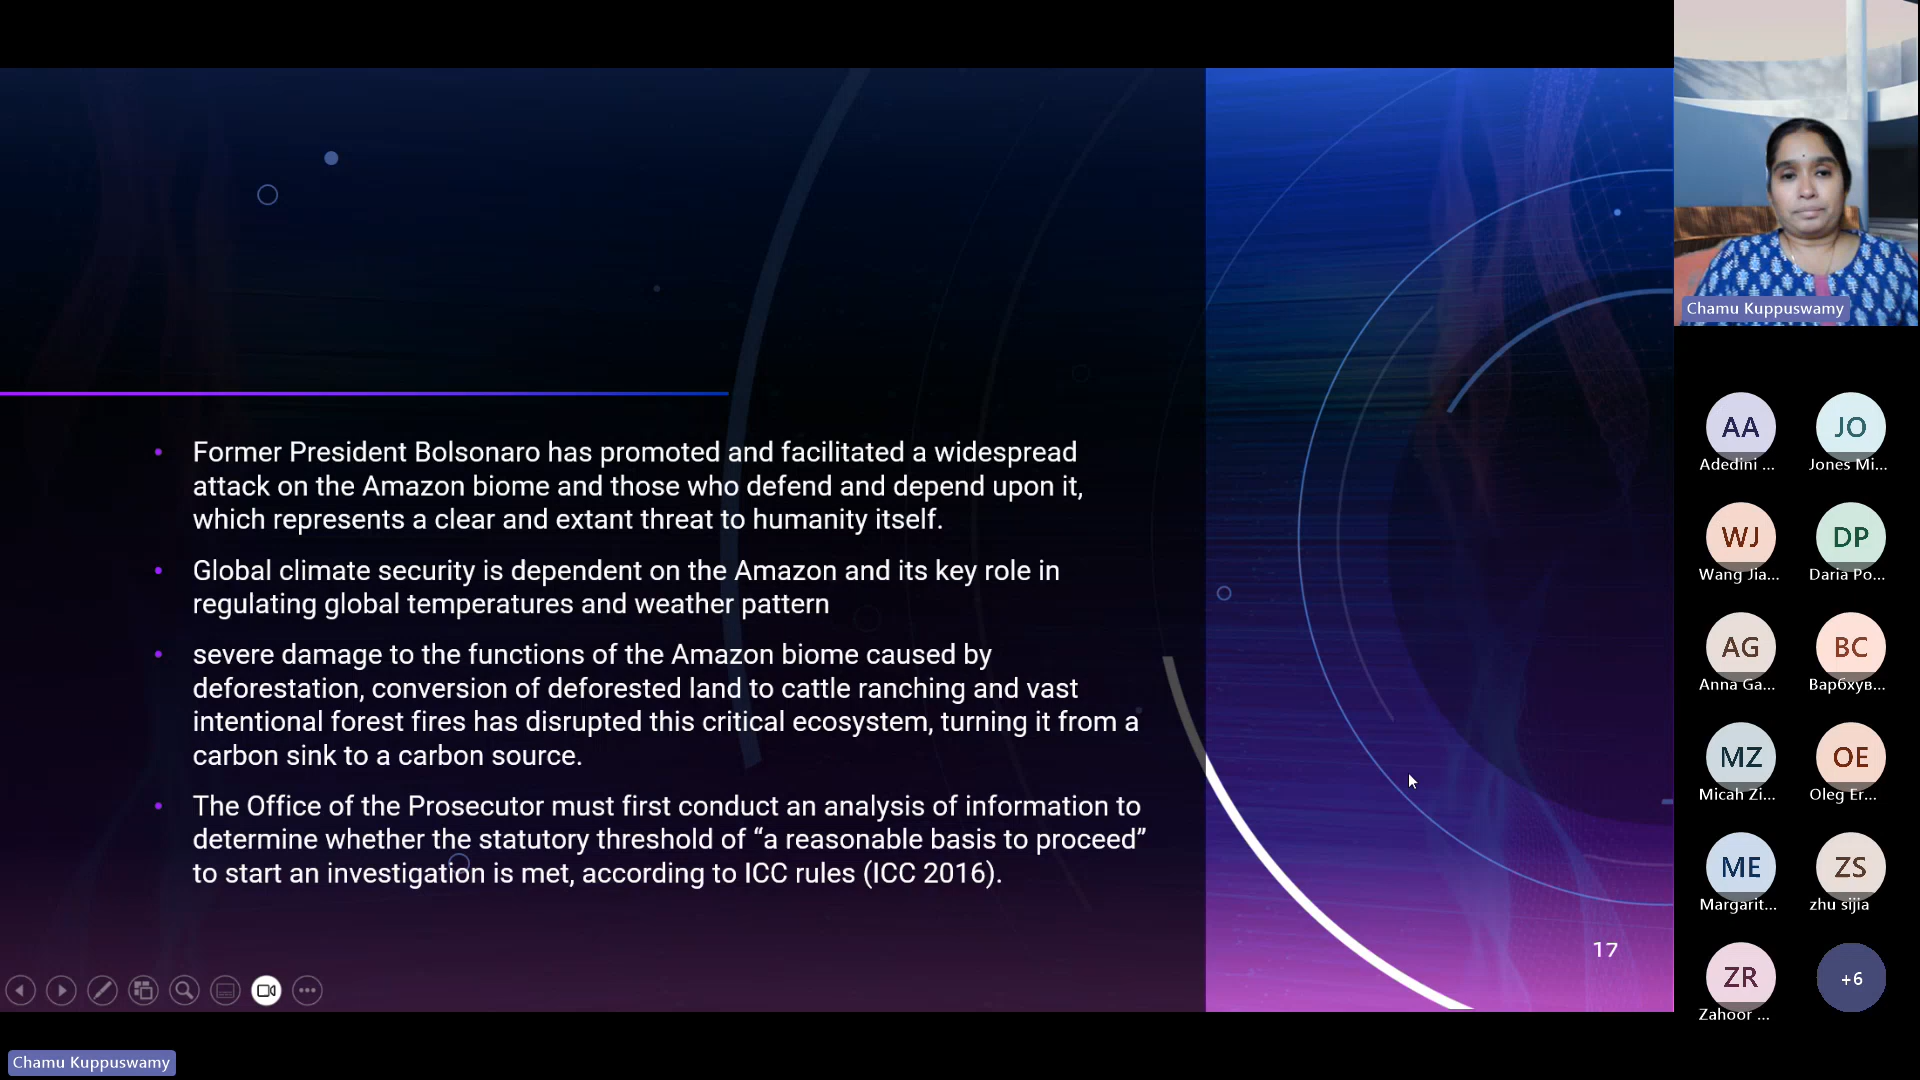 Former President Bolsonaro has promoted and facilitated a widespread
attack on the Amazon biome and those who defend and depend upon it,
which represents a clear and extant threat to humanity itself.
Global climate security is dependent on the Amazon and its key role in
regulating global temperatures and weather pattern
severe damage to the functions of the Amazon biome caused by
deforestation, conversion of deforested land to cattle ranching and vast
intentional forest fires has disrupted this critical ecosystem, turning it from a
carbon sink to a carbon source.
The Office of the Prosecutor must first conduct an analysis of information to
determine whether the statutory threshold of “a reasonable basis to proceed”
to start an investigation is met, according to ICC rules (ICC 2016).
17
Chamu Kuppuswamy
Chamu Kuppuswamy
AA
Adedini ...
JO
Jones Mi...
WJ
Wang Jia...
DP
Daria Po...
AG
Anna Ga...
BC
Варбхув...
MZ
Micah Zi...
OE
Oleg Er...
ME
Margarit...
ZS
zhu sijia
ZR
Zahoor ...
+6